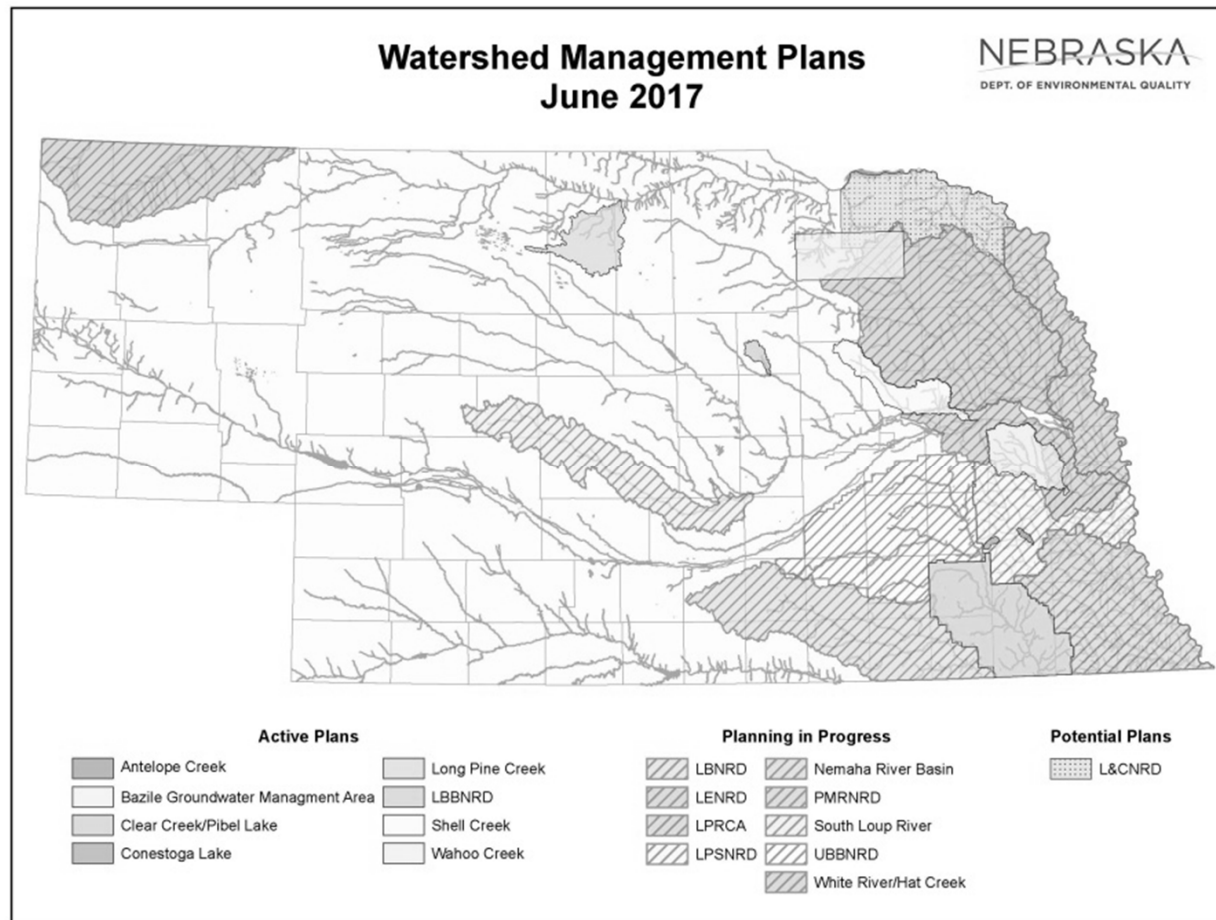 Watershed Management Plans
June 2017
NEBRASKA
DEPT. OF ENVIRONMENTAL QUALITY
Active Plans
Antelope Creek
Bazile Groundwater Managment Area
Clear Creek/Pibel Lake
Conestoga Lake
Long Pine Creek
LBBNRD
Shell Creek
Wahoo Creek
Planning in Progress
LBNRD
LENRD
LPRCA
LPSNRD
Nemaha River Basin
PMRNRD
South Loup River
UBBNRD
White River/Hat Creek
Potential Plans
L&CNRD